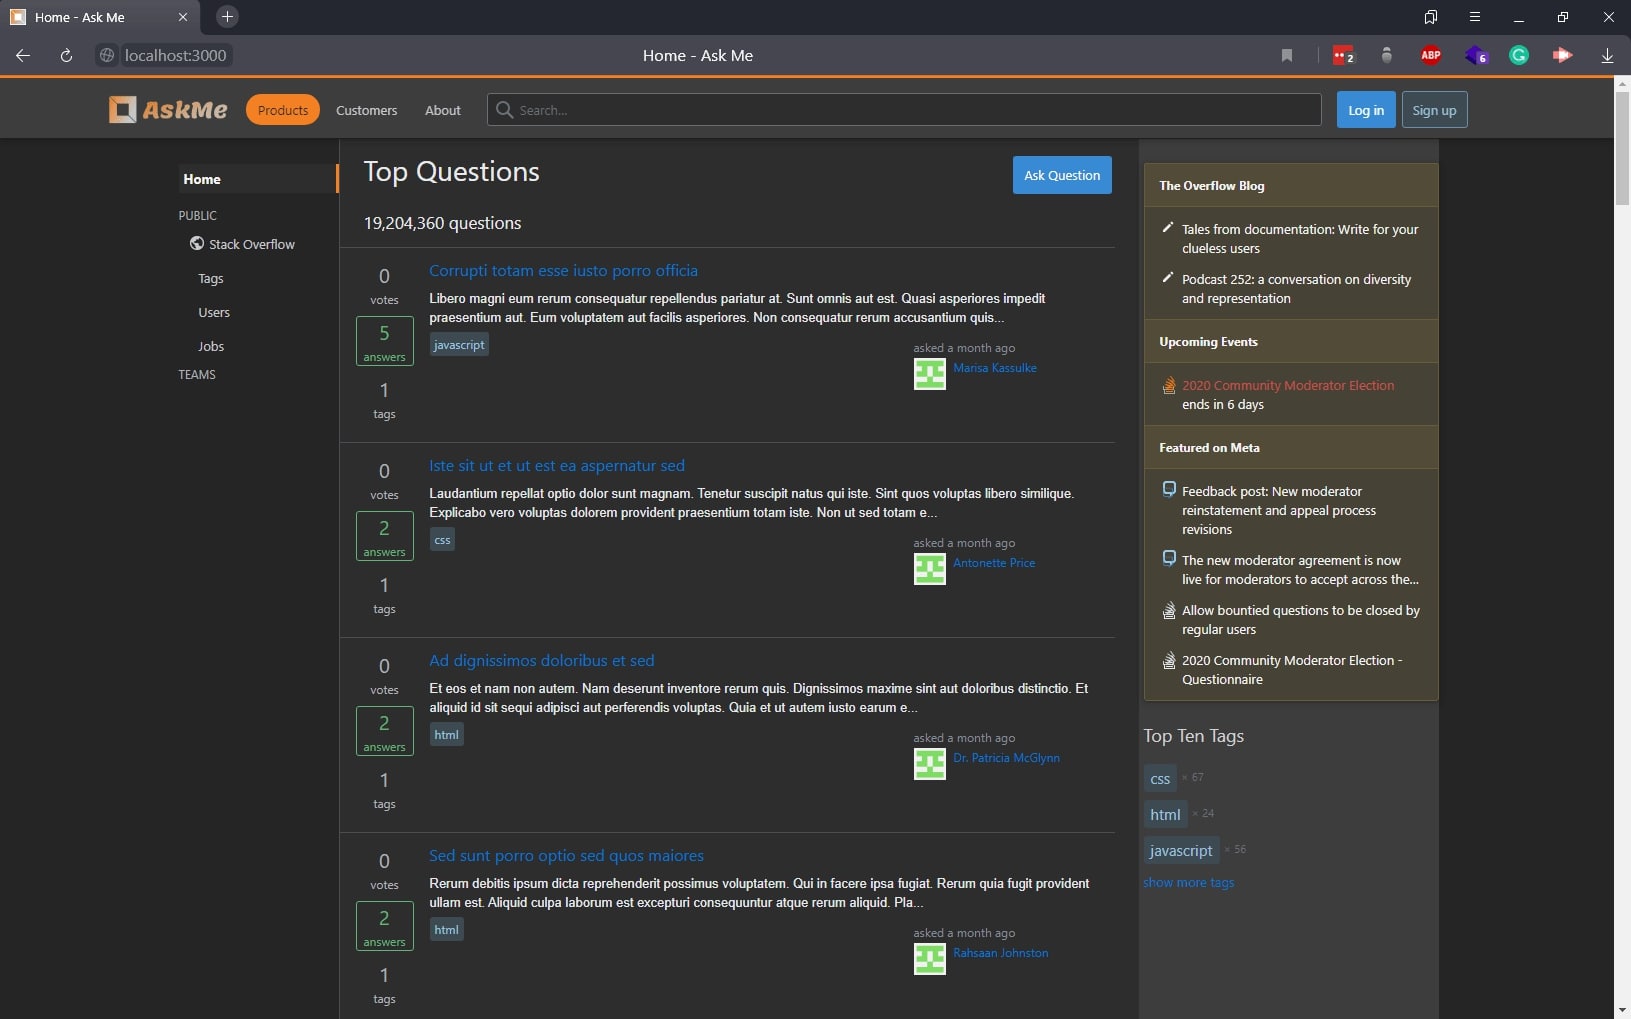 Home - Ask Me
localhost:3000
Home - Ask Me
2
ABP
6
G
AskMe
Products
Customers
About
Search...
Log in
Sign up
Home
PUBLIC
Stack Overflow
Tags
Users
Jobs
TEAMS
Top Questions
Ask Question
19,204,360 questions
0
votes
5
answers
1
tags
Corrupti totam esse iusto porro officia
Libero magni eum rerum consequatur repellendus pariatur at. Sunt omnis aut est. Quasi asperiores impedit
praesentium aut. Eum voluptatem aut facilis asperiores. Non consequatur rerum accusantium quis...
javascript
asked a month ago
Marisa Kassulke
0
votes
2
answers
1
tags
Iste sit ut et ut est ea aspernatur sed
Laudantium repellat optio dolor sunt magnam. Tenetur suscipit natus qui iste. Sint quos voluptas libero similique.
Explicabo vero voluptas dolorem provident praesentium totam iste. Non ut sed totam e...
css
asked a month ago
Antonette Price
0
votes
2
answers
1
tags
Ad dignissimos doloribus et sed
Et eos et nam non autem. Nam deserunt inventore rerum quis. Dignissimos maxime sint aut doloribus distinctio. Et
aliquid id sit sequi adipisci aut perferendis voluptas. Quia et ut autem iusto earum e...
html
asked a month ago
Dr. Patricia McGlynn
0
votes
2
answers
1
tags
Sed sunt porro optio sed quos maiores
Rerum debitis ipsum dicta reprehenderit possimus voluptatem. Qui in facere ipsa fugiat. Rerum quia fugit provident
ullam est. Aliquid culpa laborum est excepturi consequuntur atque rerum aliquid. Pla...
html
asked a month ago
Rahsaan Johnston
The Overflow Blog
Tales from documentation: Write for your
clueless users
Podcast 252: a conversation on diversity
and representation
Upcoming Events
2020 Community Moderator Election
ends in 6 days
Featured on Meta
Feedback post: New moderator
reinstatement and appeal process
revisions
The new moderator agreement is now
live for moderators to accept across the...
Allow bountied questions to be closed by
regular users
2020 Community Moderator Election -
Questionnaire
Top Ten Tags
css × 67
html × 24
javascript × 56
show more tags